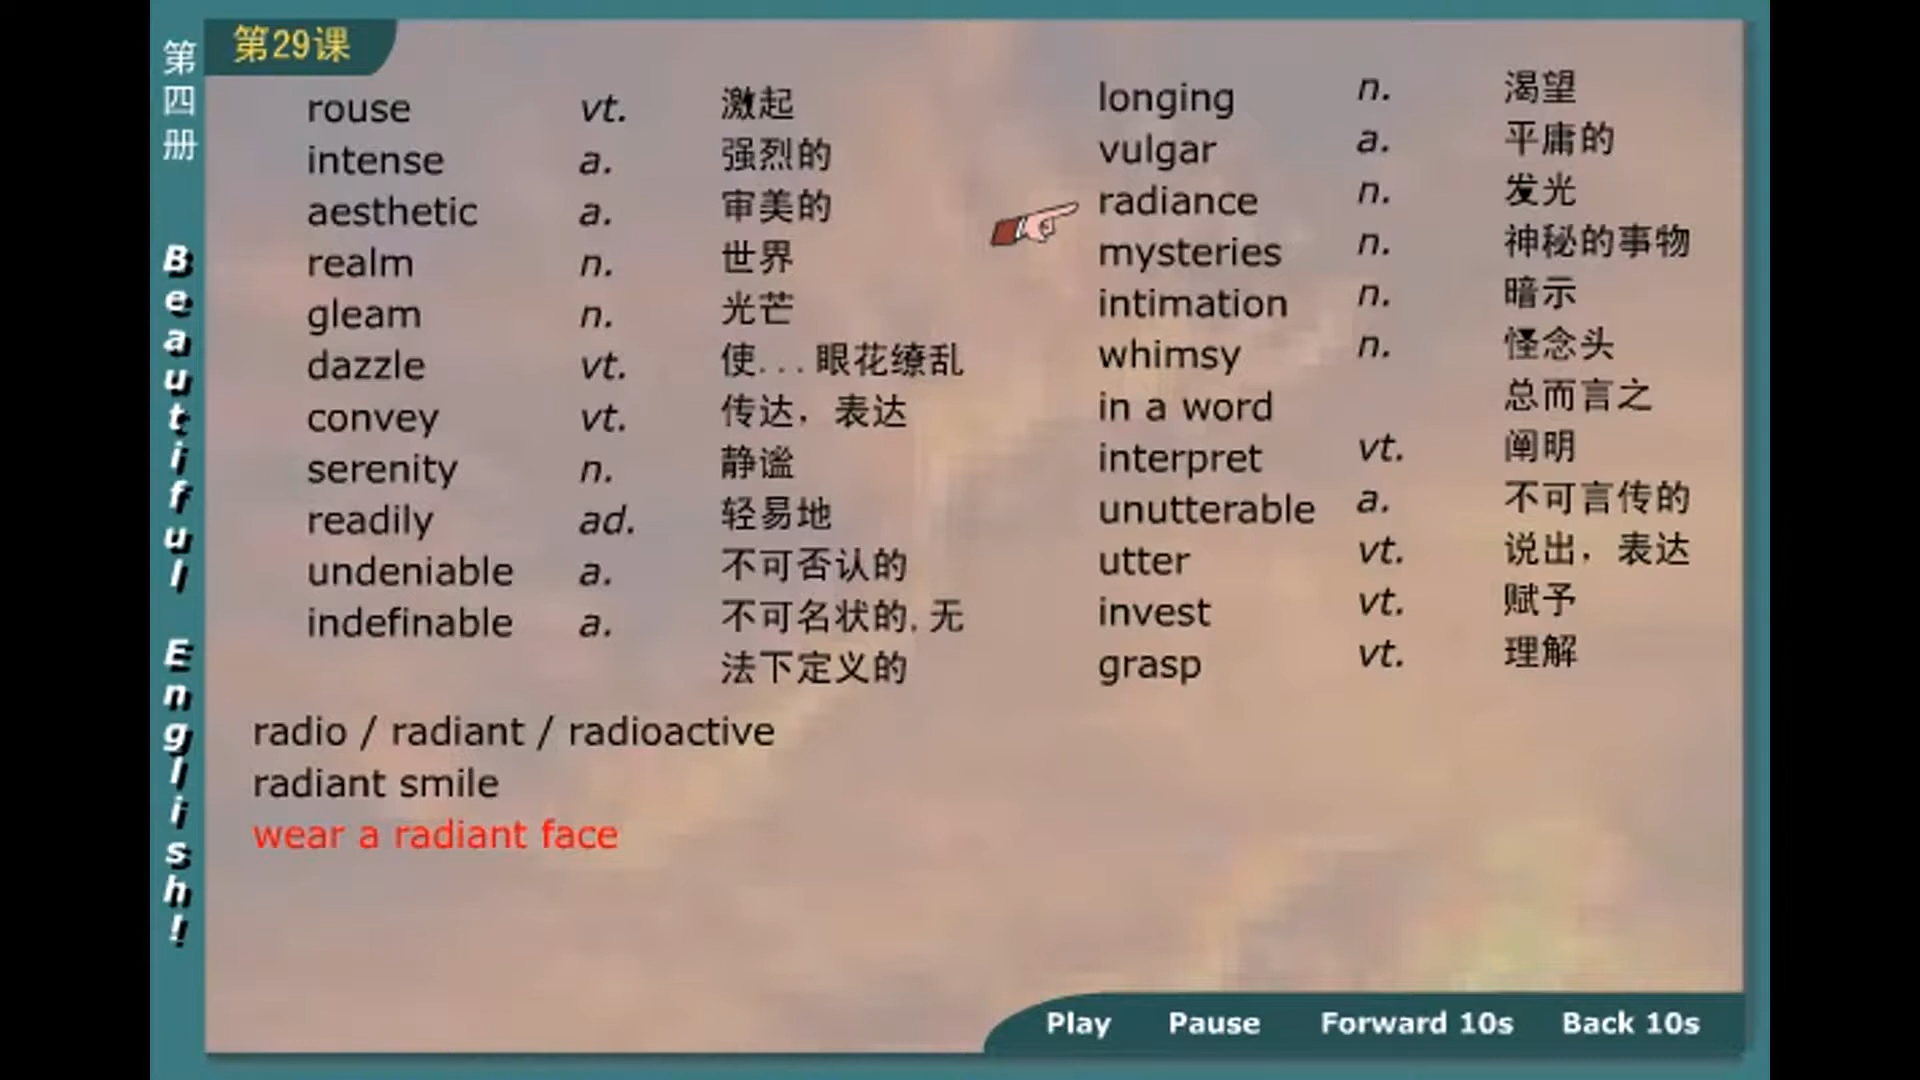 第四册
Beautiful English!
第29课
rouse vt. 激起
intense a. 强烈的
aesthetic a. 审美的
realm n. 世界
gleam n. 光芒
dazzle vt. 使...眼花缭乱
convey vt. 传达，表达
serenity n. 静谧
readily ad. 轻易地
undeniable a. 不可否认的
indefinable a. 不可名状的,无
法下定义的
longing n. 渴望
vulgar a. 平庸的
radiance n. 发光
mysteries n. 神秘的事物
intimation n. 暗示
whimsy n. 怪念头
in a word 总而言之
interpret vt. 阐明
unutterable a. 不可言传的
utter vt. 说出，表达
invest vt. 赋予
grasp vt. 理解
radio / radiant / radioactive
radiant smile
wear a radiant face
Play Pause Forward 10s Back 10s